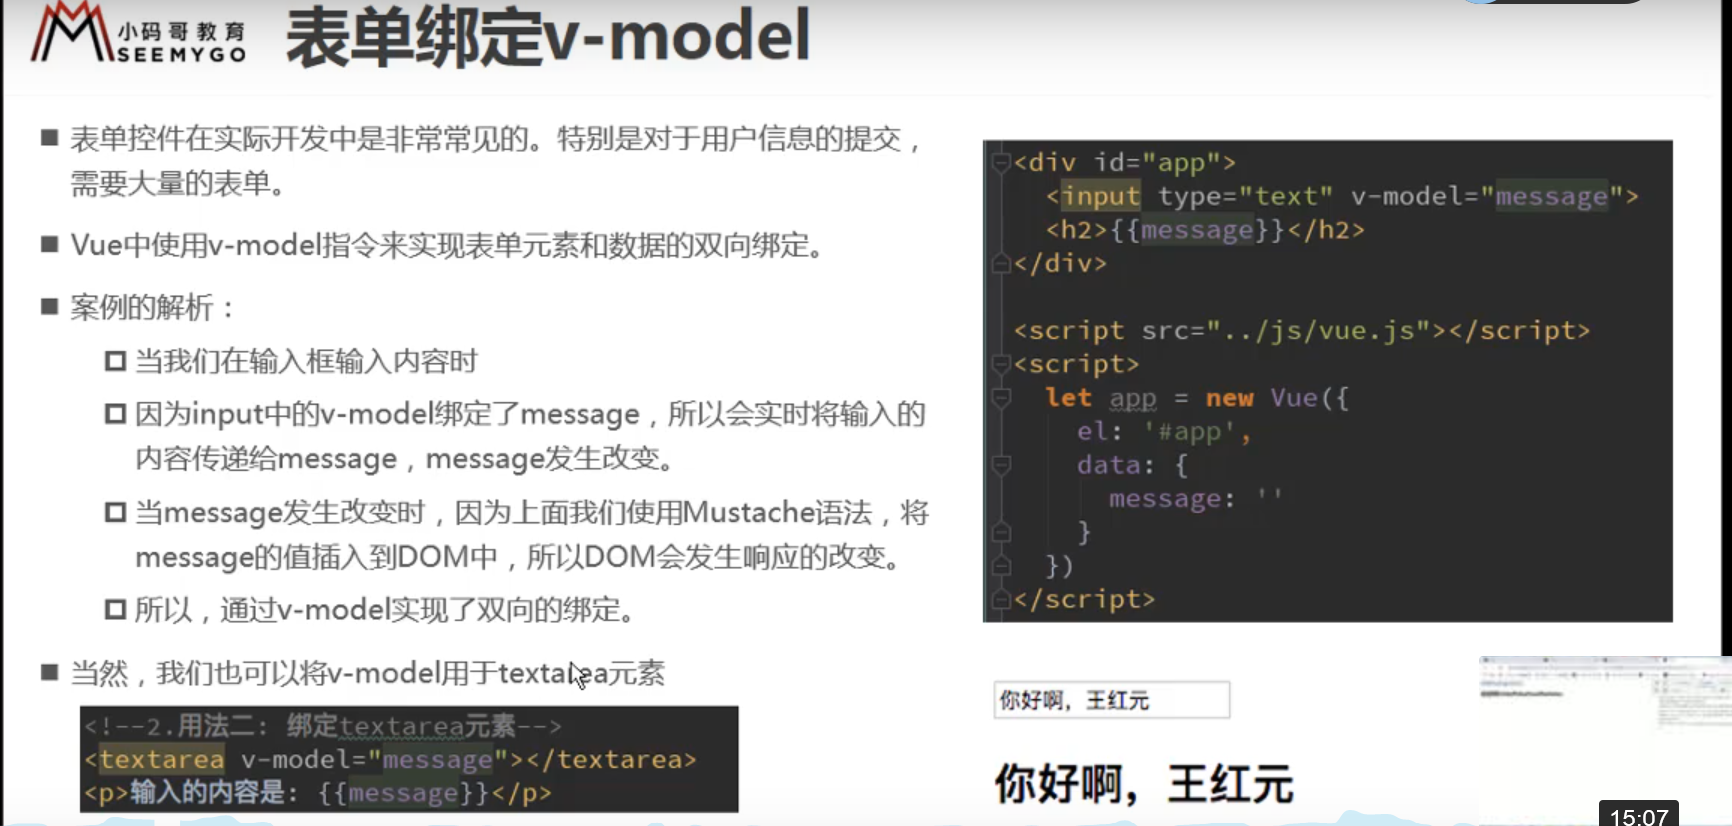 小码哥教育
SEEMYGO
表单绑定v-model
表单控件在实际开发中是非常常见的。特别是对于用户信息的提交，
需要大量的表单。
Vue中使用v-model指令来实现表单元素和数据的双向绑定。
案例的解析：
当我们在输入框输入内容时
因为input中的v-model绑定了message，所以会实时将输入的
内容传递给message，message发生改变。
当message发生改变时，因为上面我们使用Mustache语法，将
message的值插入到DOM中，所以DOM会发生响应的改变。
所以，通过v-model实现了双向的绑定。
当然，我们也可以将v-model用于textarea元素
<!--2.用法二: 绑定textarea元素-->
<textarea v-model="message"></textarea>
<p>输入的内容是: {{message}}</p>
<div id="app">
<input type="text" v-model="message">
<h2>{{message}}</h2>
</div>
<script src="../js/vue.js"></script>
<script>
let app = new Vue({
el: '#app',
data: {
message: ''
}
})
</script>
你好啊，王红元
你好啊，王红元
15:07